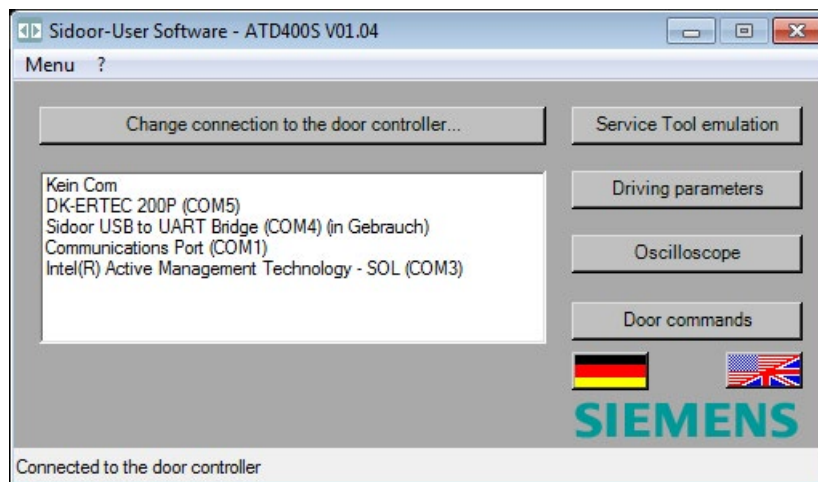 Sidoor-User Software - ATD400S V01.04
Menu ?
Change connection to the door controller...
Kein Com
DK-ERTEC 200P (COM5)
Sidoor USB to UART Bridge (COM4) (in Gebrauch)
Communications Port (COM1)
Intel(R) Active Management Technology - SOL (COM3)
Service Tool emulation
Driving parameters
Oscilloscope
Door commands
SIEMENS
Connected to the door controller